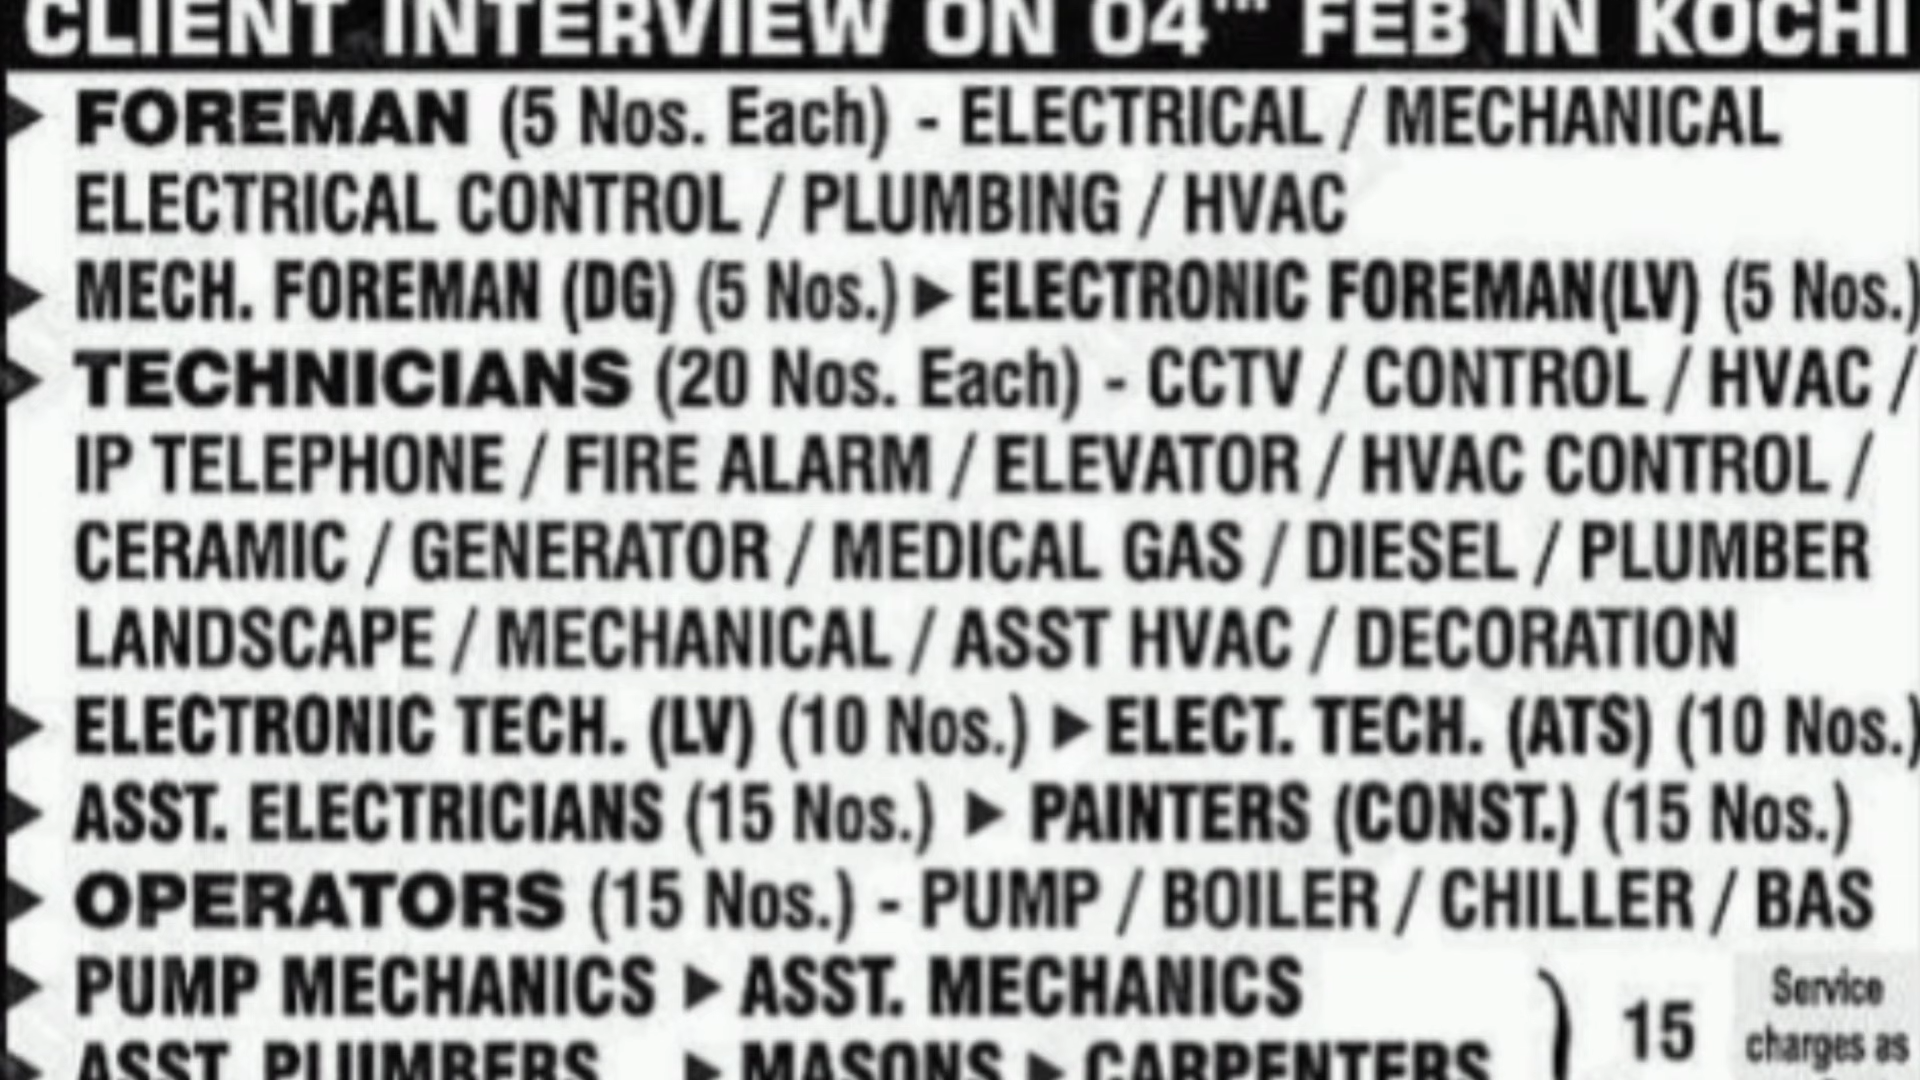 CLIENT INTERVIEW ON 04TH FEB IN KOCHI
FOREMAN (5 Nos. Each) - ELECTRICAL / MECHANICAL
ELECTRICAL CONTROL / PLUMBING / HVAC
MECH. FOREMAN (DG) (5 Nos.) ▶ ELECTRONIC FOREMAN(LV) (5 Nos.)
TECHNICIANS (20 Nos. Each) - CCTV / CONTROL / HVAC /
IP TELEPHONE / FIRE ALARM / ELEVATOR / HVAC CONTROL /
CERAMIC / GENERATOR / MEDICAL GAS / DIESEL / PLUMBER
LANDSCAPE / MECHANICAL / ASST HVAC / DECORATION
ELECTRONIC TECH. (LV) (10 Nos.) ▶ ELECT. TECH. (ATS) (10 Nos.)
ASST. ELECTRICIANS (15 Nos.) ▶ PAINTERS (CONST.) (15 Nos.)
OPERATORS (15 Nos.) - PUMP / BOILER / CHILLER / BAS
PUMP MECHANICS ▶ ASST. MECHANICS
ASST. PLUMBERS ▶ MASONS ▶ CARPENTERS
15
Service
charges as